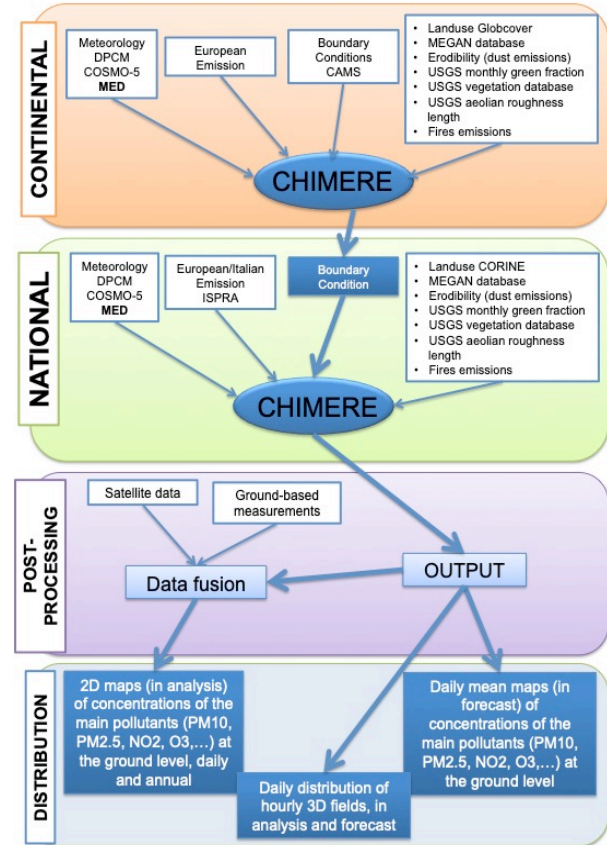 CONTINENTAL
Meteorology
DPCM
COSMO-5
MED
European
Emission
Boundary
Conditions
CAMS
• Landuse Globcover
• MEGAN database
• Erodibility (dust emissions)
• USGS monthly green fraction
• USGS vegetation database
• USGS aeolian roughness
length
• Fires emissions
CHIMERE
NATIONAL
Meteorology
DPCM
COSMO-5
MED
European/Italian
Emission
ISPRA
Boundary
Condition
• Landuse CORINE
• MEGAN database
• Erodibility (dust emissions)
• USGS monthly green fraction
• USGS vegetation database
• USGS aeolian roughness
length
• Fires emissions
CHIMERE
POST-
PROCESSING
Satellite data
Ground-based
measurements
Data fusion
OUTPUT
DISTRIBUTION
2D maps (in analysis)
of concentrations of the
main pollutants (PM10,
PM2.5, NO2, O3,...) at
the ground level, daily
and annual
Daily distribution of
hourly 3D fields, in
analysis and forecast
Daily mean maps (in
forecast) of
concentrations of the
main pollutants (PM10,
PM2.5, NO2, O3,...) at
the ground level